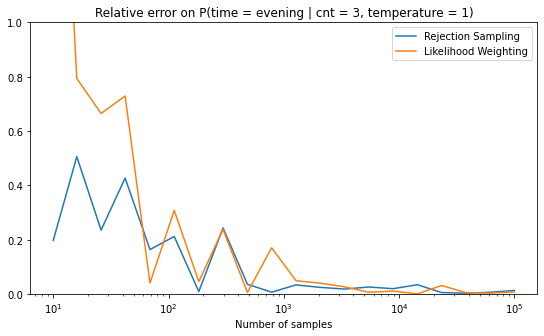 Relative error on P(time = evening | cnt = 3, temperature = 1)
Rejection Sampling
Likelihood Weighting
1.0
0.8
0.6
0.4
0.2
0.0
10¹ 10² 10³ 10⁴ 10⁵
Number of samples